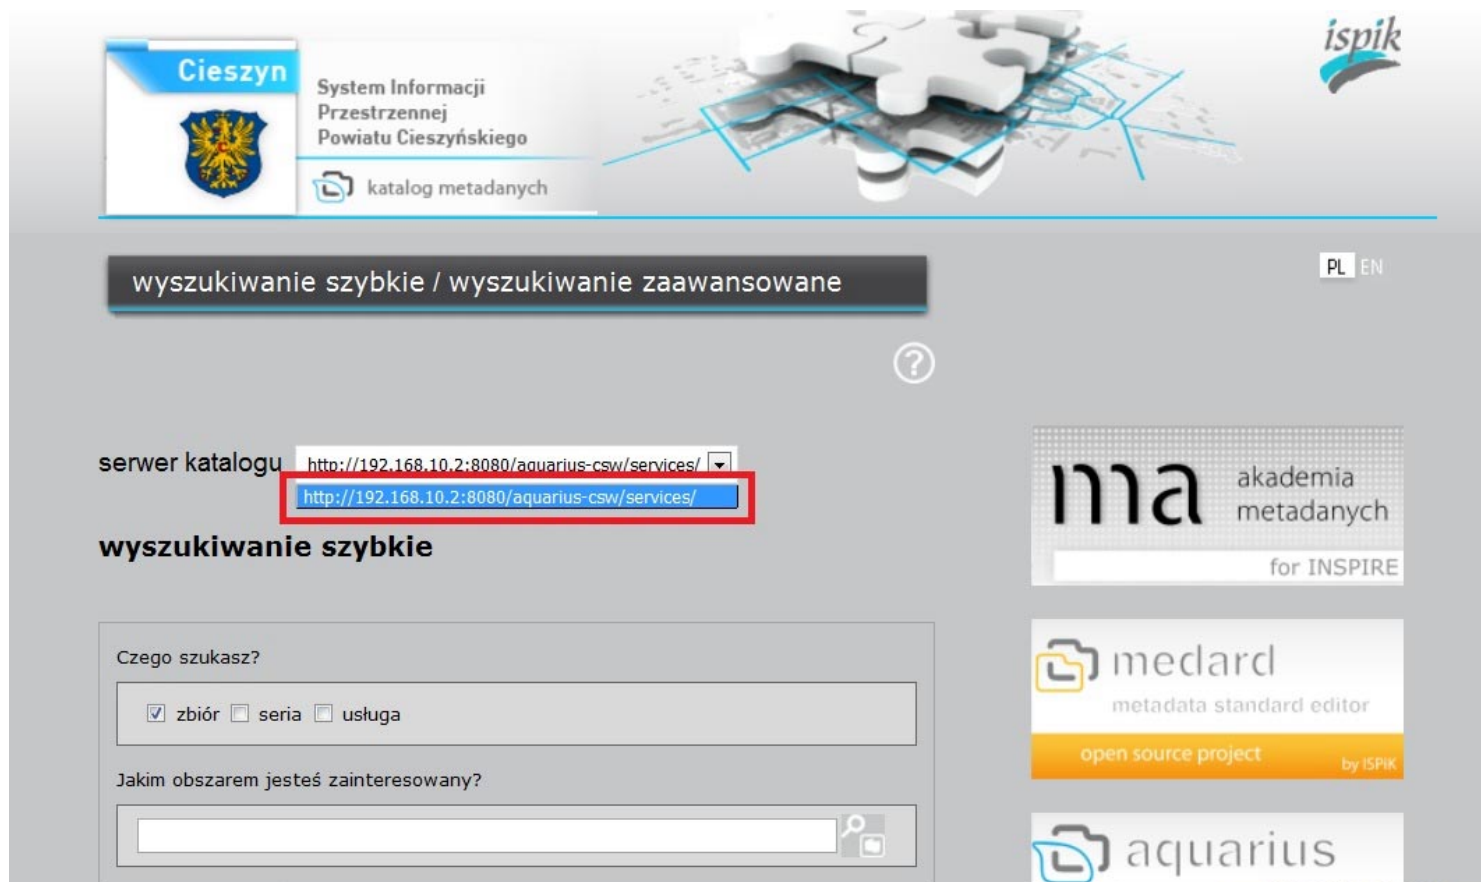 Cieszyn
System Informacji
Przestrzennej
Powiatu Cieszyńskiego
katalog metadanych
ispik
wyszukiwanie szybkie / wyszukiwanie zaawansowane
PL EN
?
serwer katalogu http://192.168.10.2:8080/aquarius-csw/services/
http://192.168.10.2:8080/aquarius-csw/services/
wyszukiwanie szybkie
Czego szukasz?
zbiór seria usługa
Jakim obszarem jesteś zainteresowany?
ma akademia
metadanych
for INSPIRE
medard
metadata standard editor
open source project by ISPiK
aquarius